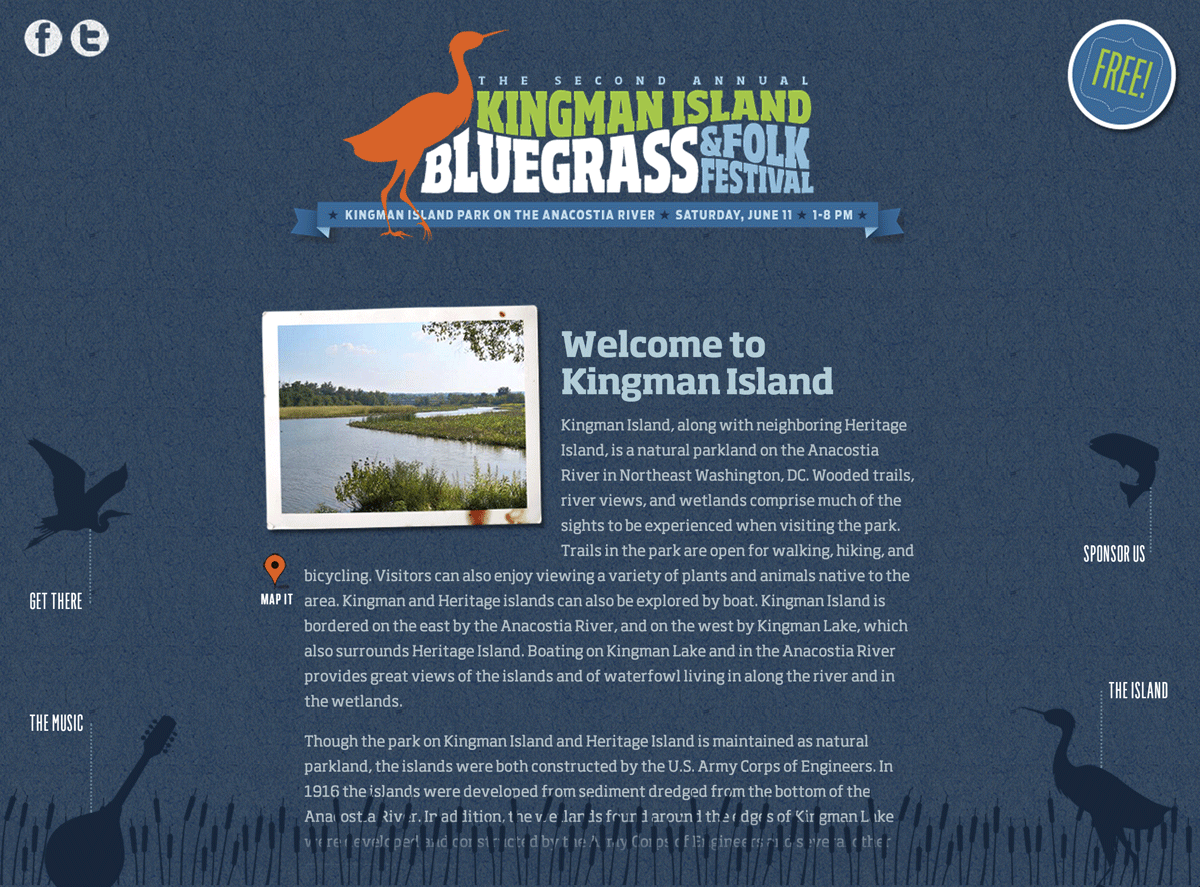 FREE!
THE SECOND ANNUAL
KINGMAN ISLAND
BLUEGRASS
&FOLK
FESTIVAL
KINGMAN ISLAND PARK ON THE ANACOSTIA RIVER ★ SATURDAY, JUNE 11 ★ 1-8 PM
Welcome to
Kingman Island
Kingman Island, along with neighboring Heritage
Island, is a natural parkland on the Anacostia
River in Northeast Washington, DC. Wooded trails,
river views, and wetlands comprise much of the
sights to be experienced when visiting the park.
Trails in the park are open for walking, hiking, and
bicycling. Visitors can also enjoy viewing a variety of plants and animals native to the
area. Kingman and Heritage islands can also be explored by boat. Kingman Island is
bordered on the east by the Anacostia River, and on the west by Kingman Lake, which
also surrounds Heritage Island. Boating on Kingman Lake and in the Anacostia River
provides great views of the islands and of waterfowl living in along the river and in
the wetlands.
Though the park on Kingman Island and Heritage Island is maintained as natural
parkland, the islands were both constructed by the U.S. Army Corps of Engineers. In
1916 the islands were developed from sediment dredged from the bottom of the
Anacostia River. In addition, the wetlands found around the edges of Kingman Lake
were developed and constructed by the Army Corps of Engineers and several other
MAP IT
GET THERE
THE MUSIC
SPONSOR US
THE ISLAND